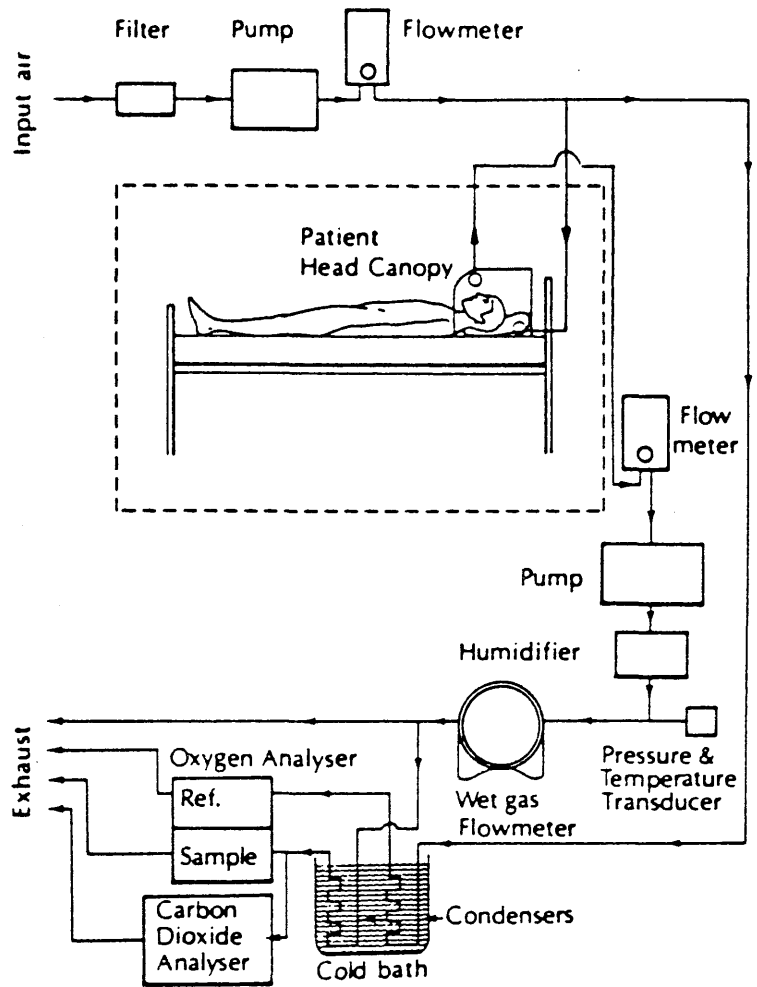 Filter
Pump
Flowmeter
Input air
Patient
Head Canopy
Flow
meter
Pump
Humidifier
Pressure &
Temperature
Transducer
Wet gas
Flowmeter
Exhaust
Oxygen Analyser
Ref.
Sample
Carbon
Dioxide
Analyser
Condensers
Cold bath